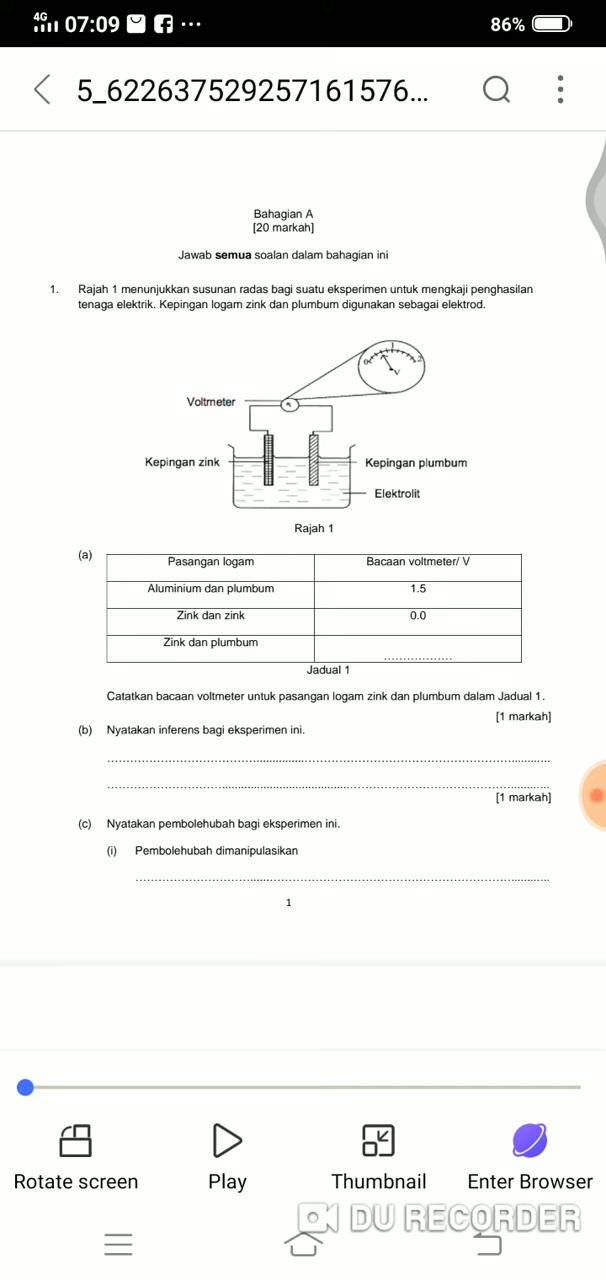 4G 07:09 86%
5_622637529257161576...
Bahagian A
[20 markah]
Jawab semua soalan dalam bahagian ini
1. Rajah 1 menunjukkan susunan radas bagi suatu eksperimen untuk mengkaji penghasilan
tenaga elektrik. Kepingan logam zink dan plumbum digunakan sebagai elektrod.
0 1 2
V
Voltmeter
Kepingan zink Kepingan plumbum
Elektrolit
Rajah 1
(a) Pasangan logam Bacaan voltmeter/ V
Aluminium dan plumbum 1.5
Zink dan zink 0.0
Zink dan plumbum ..................
Jadual 1
Catatkan bacaan voltmeter untuk pasangan logam zink dan plumbum dalam Jadual 1.
[1 markah]
(b) Nyatakan inferens bagi eksperimen ini.
[1 markah]
(c) Nyatakan pembolehubah bagi eksperimen ini.
(i) Pembolehubah dimanipulasikan
1
Rotate screen Play Thumbnail Enter Browser
DU RECORDER